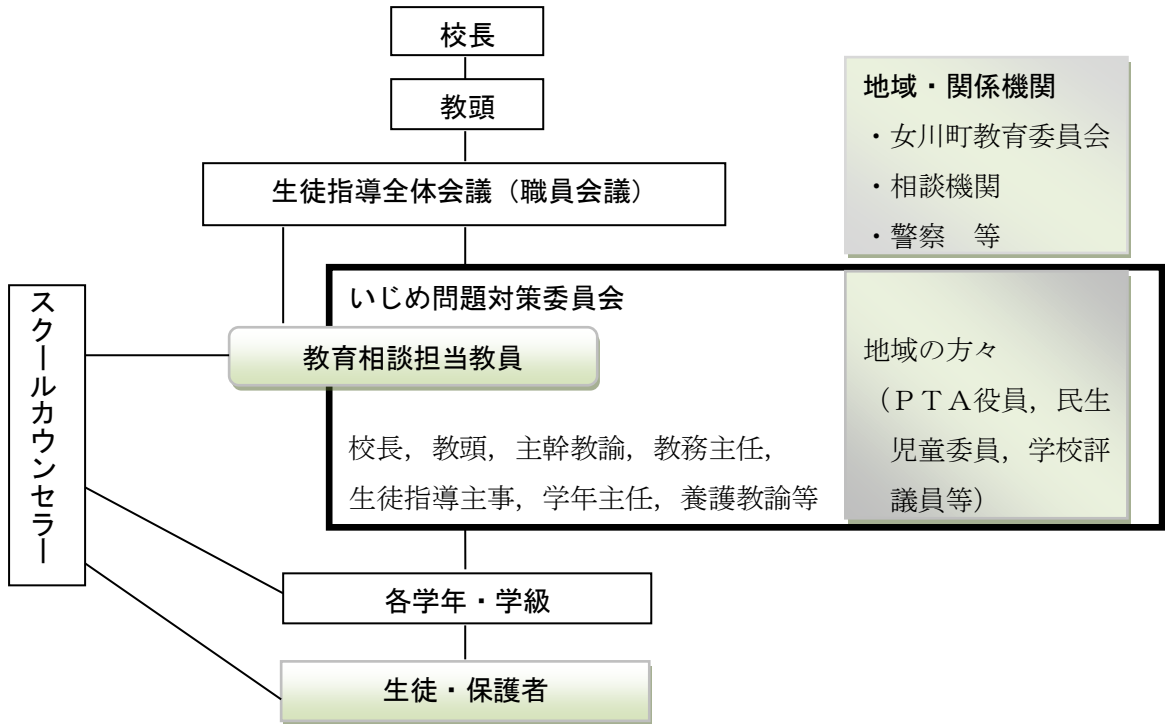 校長
教頭
生徒指導全体会議（職員会議）
地域・関係機関
・女川町教育委員会
・相談機関
・警察　等
スクールカウンセラー
いじめ問題対策委員会
教育相談担当教員
校長，教頭，主幹教諭，教務主任，
生徒指導主事，学年主任，養護教諭等
地域の方々
（ＰＴＡ役員，民生
児童委員，学校評
議員等）
各学年・学級
生徒・保護者